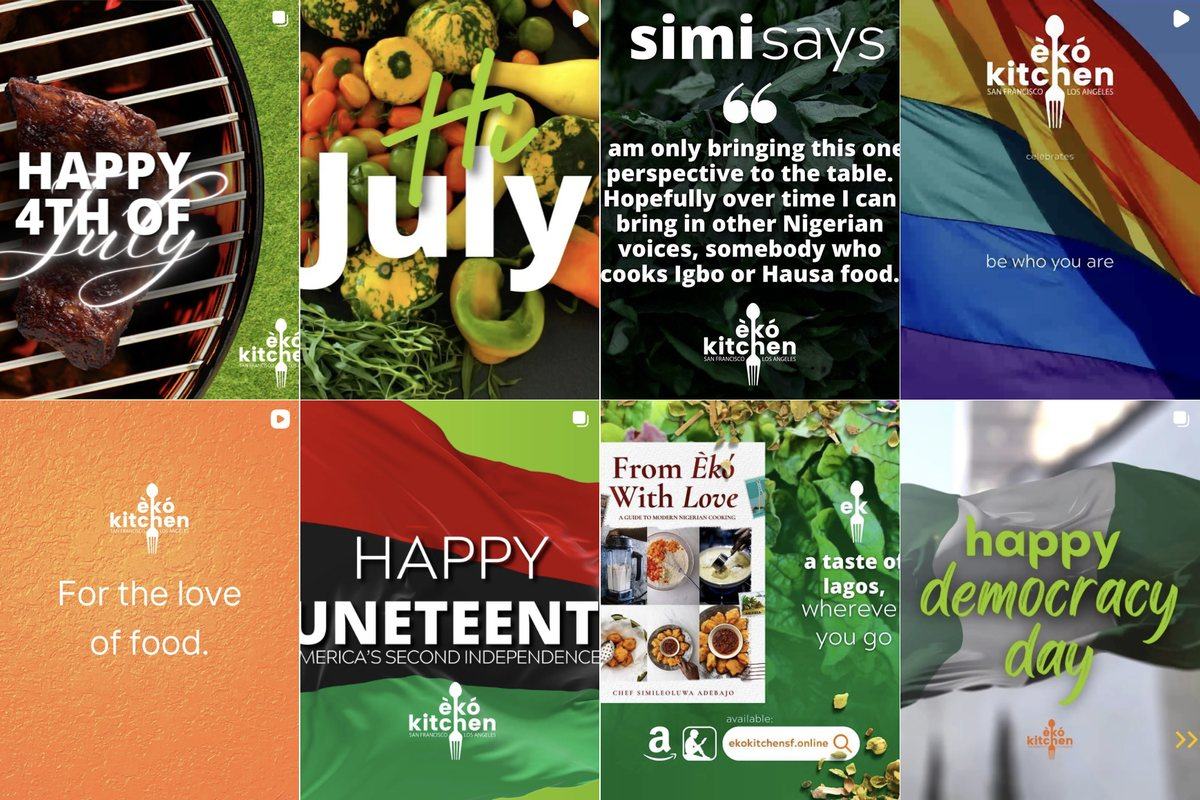 HAPPY
4TH OF
July
èkó
kitche
Hi
July
simi says
“
am only bringing this one
perspective to the table.
Hopefully over time I can
bring in other Nigerian
voices, somebody who
cooks Igbo or Hausa food.
èkó
kitchen
SAN FRANCISCO LOS ANGELES
èkó
kitchen
SAN FRANCISCO LOS ANGELES
celebrates
be who you are
èkó
kitchen
SAN FRANCISCO LOS ANGELES
For the love
of food.
HAPPY
UNETEENT
MERICA'S SECOND INDEPENDENCE
èkó
kitchen
SAN FRANCISCO LOS ANGELES
From Èkó
With Love
A GUIDE TO MODERN NIGERIAN COOKING
CHEF SIMILEOLUWA ADEBAJO
ek
a taste of
lagos,
whereve
you go
available:
a
ekokitchensf.online
happy
democracy
day
èkó
kitchen